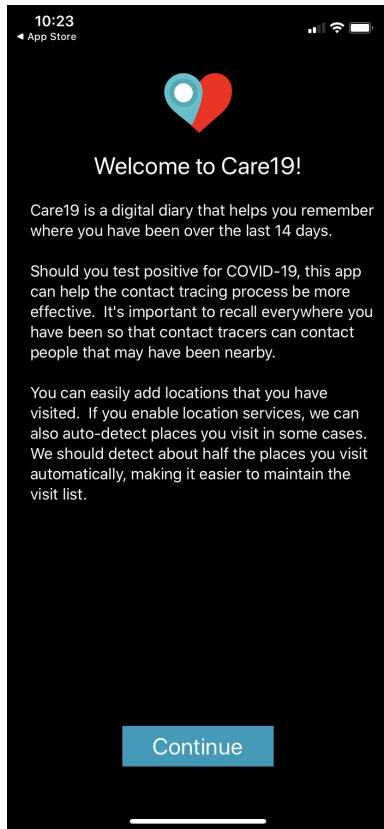 10:23
◀ App Store
Welcome to Care19!
Care19 is a digital diary that helps you remember
where you have been over the last 14 days.
Should you test positive for COVID-19, this app
can help the contact tracing process be more
effective.  It's important to recall everywhere you
have been so that contact tracers can contact
people that may have been nearby.
You can easily add locations that you have
visited.  If you enable location services, we can
also auto-detect places you visit in some cases.
We should detect about half the places you visit
automatically, making it easier to maintain the
visit list.
Continue